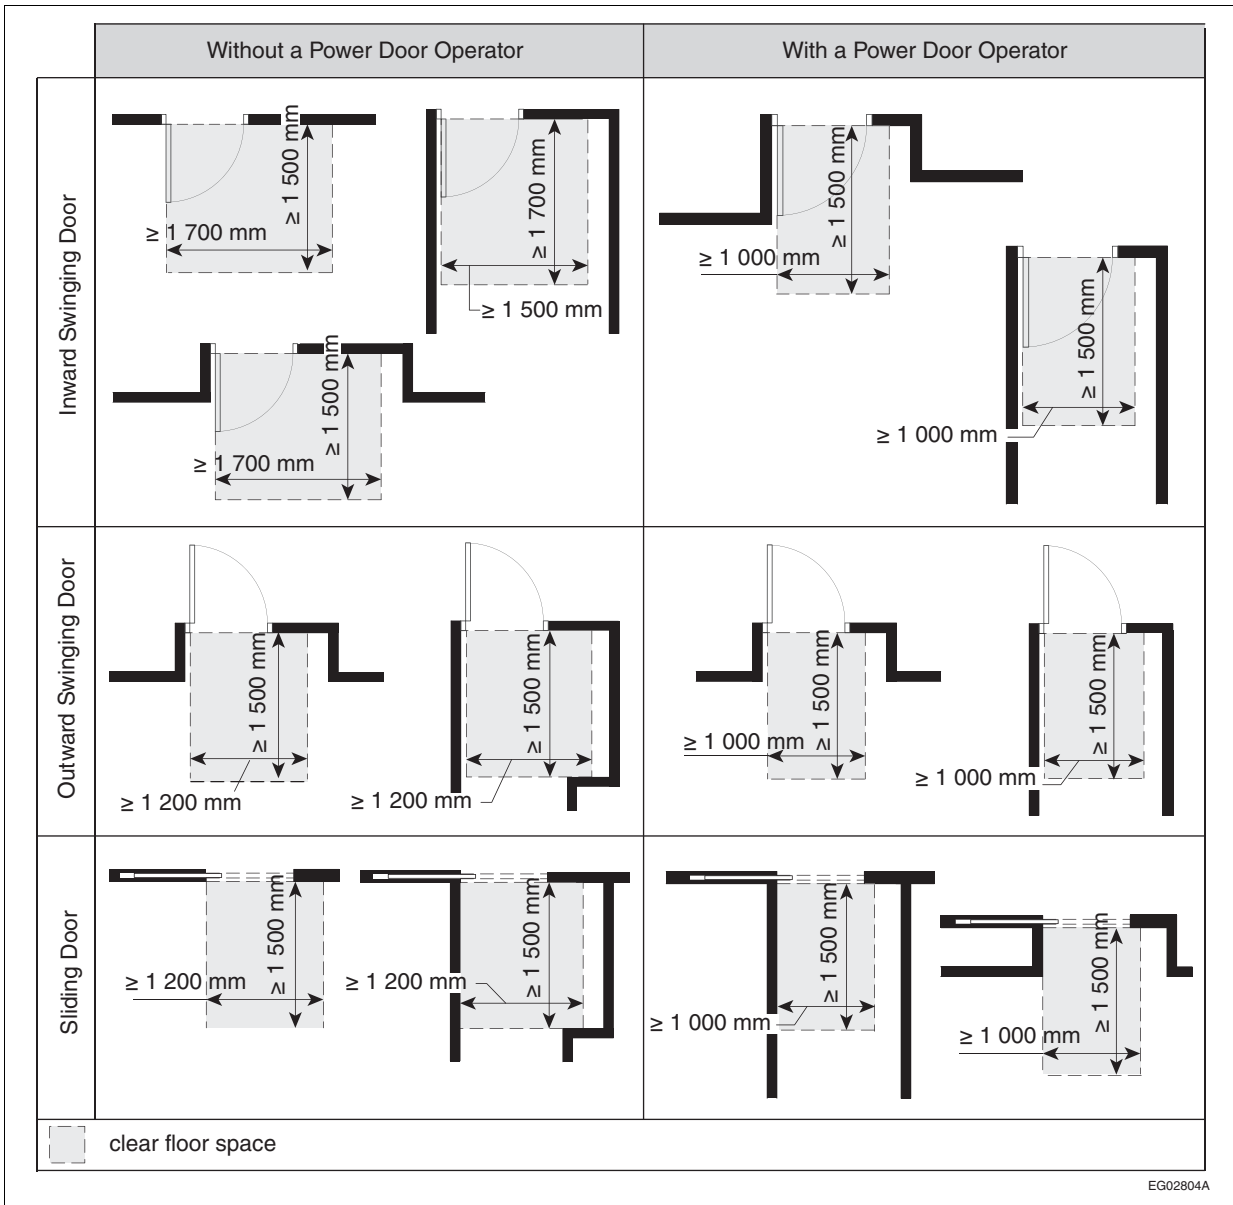 Without a Power Door Operator
With a Power Door Operator
Inward Swinging Door
≥ 1 500 mm
≥ 1 700 mm
≥ 1 700 mm
≥ 1 500 mm
≥ 1 500 mm
≥ 1 700 mm
≥ 1 500 mm
≥ 1 000 mm
≥ 1 500 mm
≥ 1 000 mm
Outward Swinging Door
≥ 1 500 mm
≥ 1 200 mm
≥ 1 500 mm
≥ 1 200 mm
≥ 1 500 mm
≥ 1 000 mm
≥ 1 500 mm
≥ 1 000 mm
Sliding Door
≥ 1 500 mm
≥ 1 200 mm
≥ 1 500 mm
≥ 1 200 mm
≥ 1 500 mm
≥ 1 000 mm
≥ 1 500 mm
≥ 1 000 mm
clear floor space
EG02804A